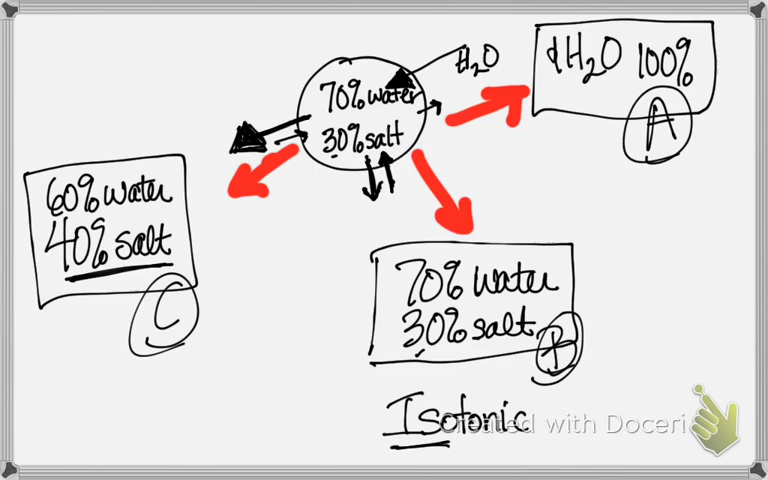 H₂O
70% water
30% salt
dH₂O 100%
A
60% water
40% salt
C
70% water
30% salt
B
Isotonic
Created with Doceri